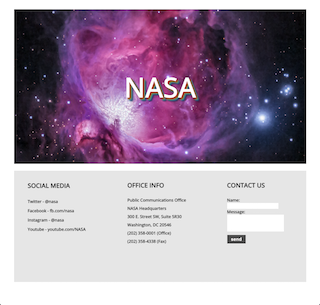 NASA
SOCIAL MEDIA
Twitter - @nasa
Facebook - fb.com/nasa
Instagram - @nasa
Youtube - youtube.com/NASA
OFFICE INFO
Public Communications Office
NASA Headquarters
300 E. Street SW, Suite 5R30
Washington, DC 20546
(202) 358-0001 (Office)
(202) 358-4338 (Fax)
CONTACT US
Name:
Message:
send